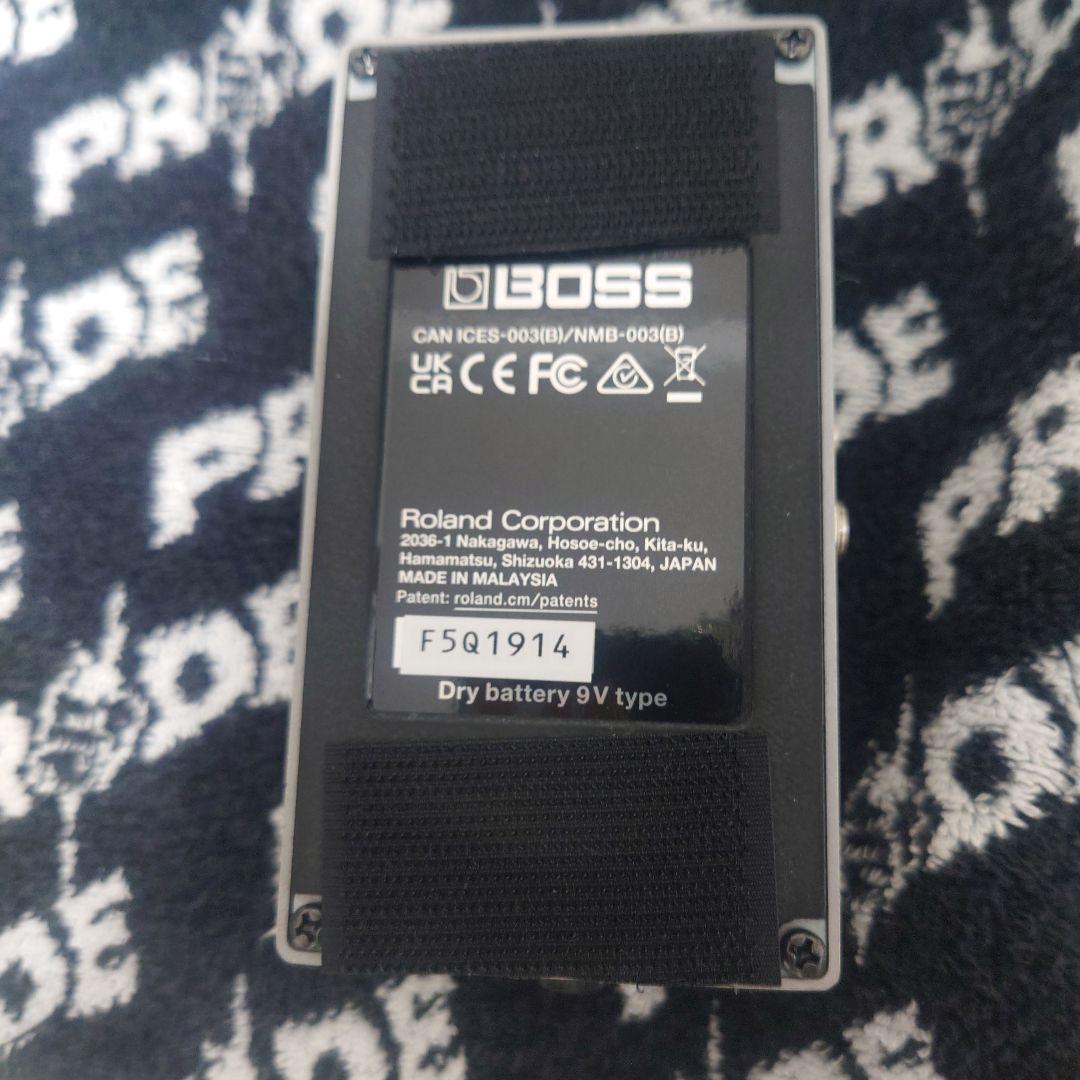 BOSS
CAN ICES-003(B)/NMB-003(B)
UK CA CE FC
Roland Corporation
2036-1 Nakagawa, Hosoe-cho, Kita-ku,
Hamamatsu, Shizuoka 431-1304, JAPAN
MADE IN MALAYSIA
Patent: roland.cm/patents
F5Q1914
Dry battery 9V type